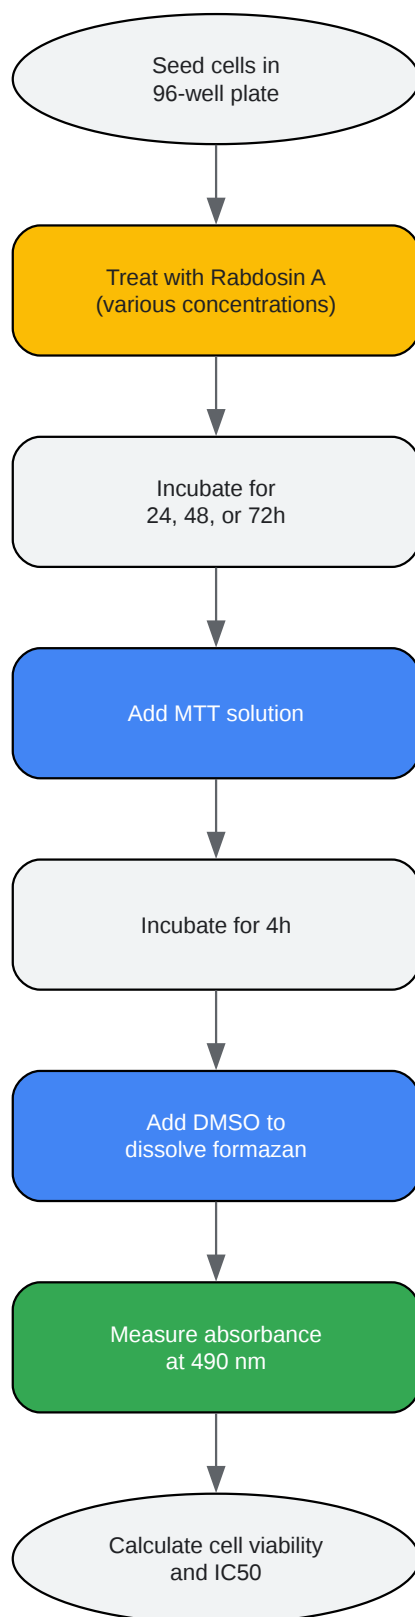 Seed cells in
96-well plate
Treat with Rabdosin A
(various concentrations)
Incubate for
24, 48, or 72h
Add MTT solution
Incubate for 4h
Add DMSO to
dissolve formazan
Measure absorbance
at 490 nm
Calculate cell viability
and IC50